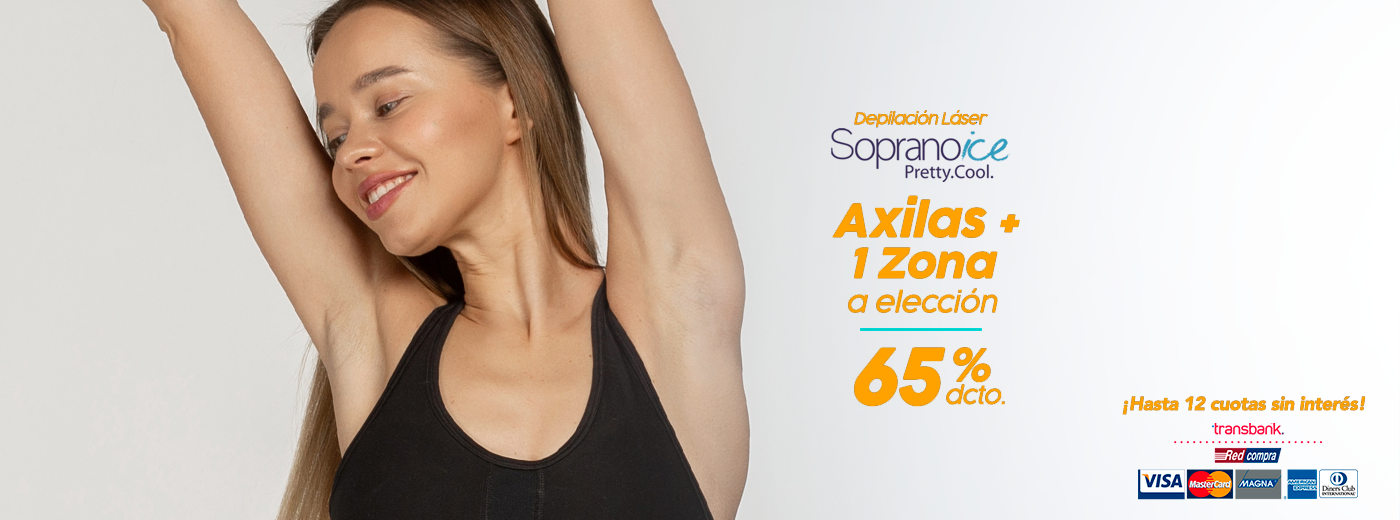 Depilación Láser
Sopranoice
Pretty.Cool.
Axilas +
1 Zona
a elección
65%
dcto.
¡Hasta 12 cuotas sin interés!
transbank.
Red compra
VISA MasterCard MAGNA AMERICAN EXPRESS Diners Club INTERNATIONAL